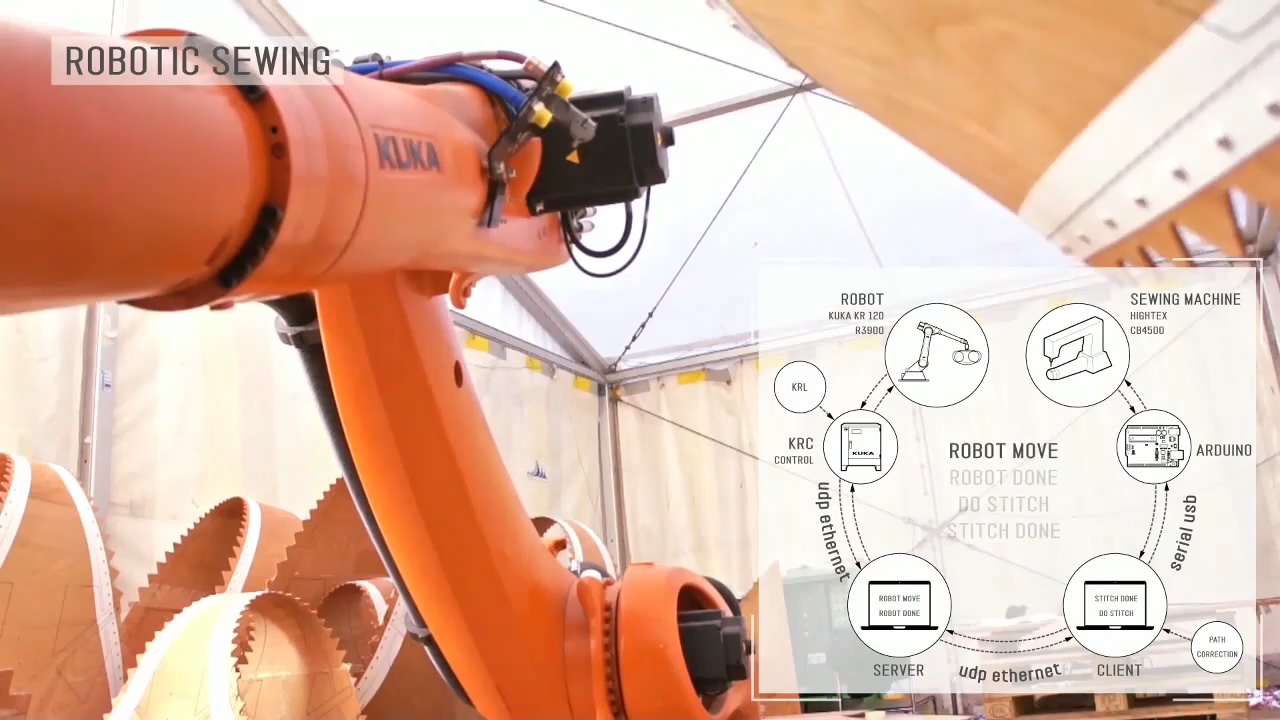 ROBOTIC SEWING
KUKA
ROBOT
KUKA KR 120
R3900
SEWING MACHINE
HIGHTEX
CB4500
KRL
KRC
CONTROL
KUKA
ARDUINO
ROBOT MOVE
ROBOT DONE
DO STITCH
STITCH DONE
udp ethernet
serial usb
ROBOT MOVE
ROBOT DONE
STITCH DONE
DO STITCH
PATH
CORRECTION
SERVER
udp ethernet
CLIENT